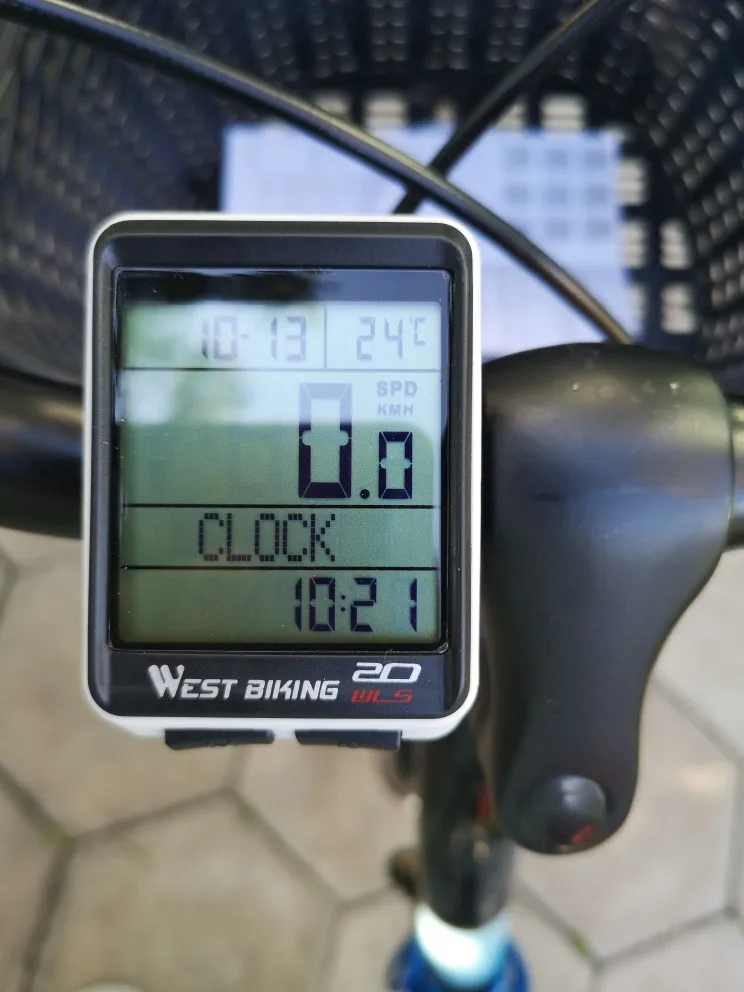 10-13 24°C
SPD
KMH
0.0
CLOCK
10:21
WEST BIKING 20
WLS